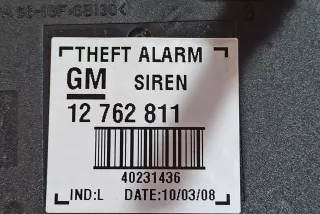 THEFT ALARM
GM SIREN
12 762 811
40231436
IND:L DATE:10/03/08